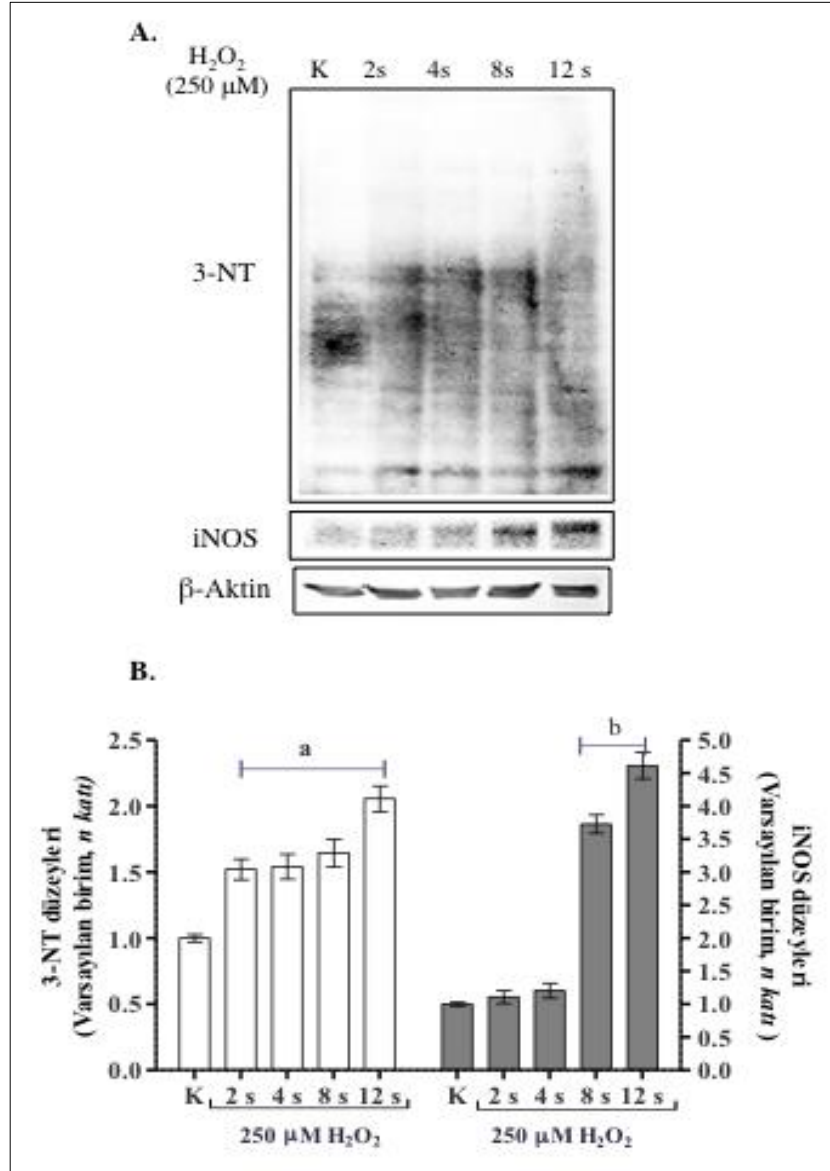 A.
H₂O₂
(250 µM)
K 2s 4s 8s 12 s
3-NT
iNOS
β-Aktin
B.
3-NT düzeyleri
(Varsayılan birim, n katı)
2.5
2.0
1.5
1.0
0.5
0.0
a
b
5.0
4.5
4.0
3.5
3.0
2.5
2.0
1.5
1.0
0.5
0.0
iNOS düzeyleri
(Varsayılan birim, n katı )
K 2 s 4 s 8 s 12 s
250 µM H₂O₂
K 2 s 4 s 8 s 12 s
250 µM H₂O₂